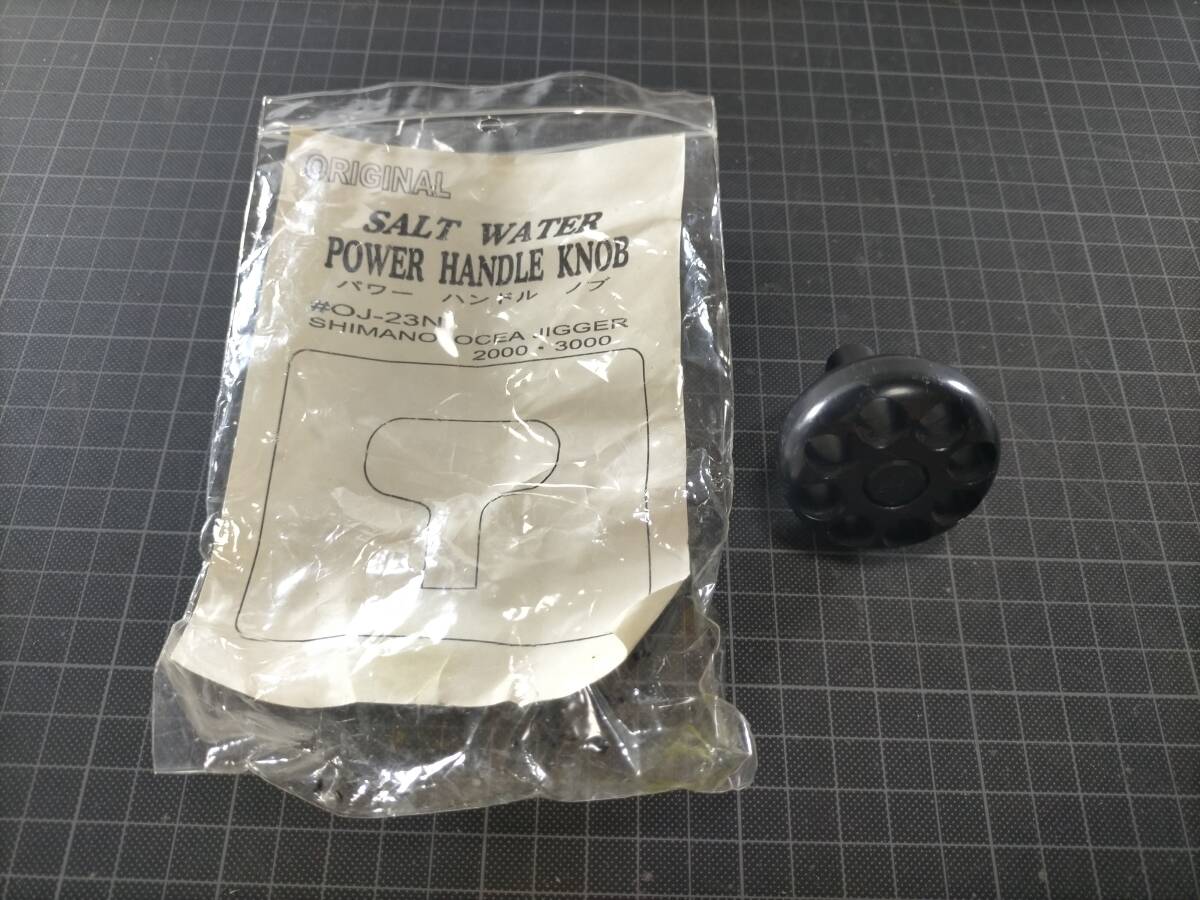 ORIGINAL
SALT WATER
POWER HANDLE KNOB
パワー ハンドル ノブ
#OJ-23N
SHIMANO OCEA JIGGER
2000・3000